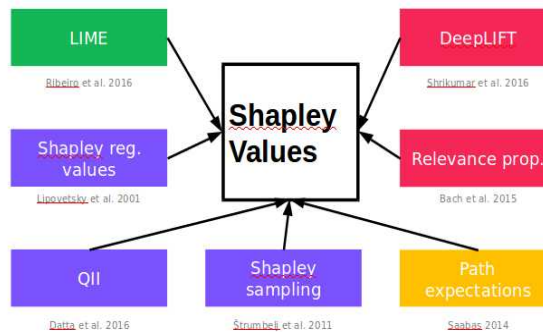 LIME
Ribeiro et al. 2016
DeepLIFT
Shrikumar et al. 2016
Shapley
Values
Shapley reg.
values
Lipovetsky et al. 2001
Relevance prop.
Bach et al. 2015
QII
Datta et al. 2016
Shapley
sampling
Štrumbelj et al. 2011
Path
expectations
Saabas 2014